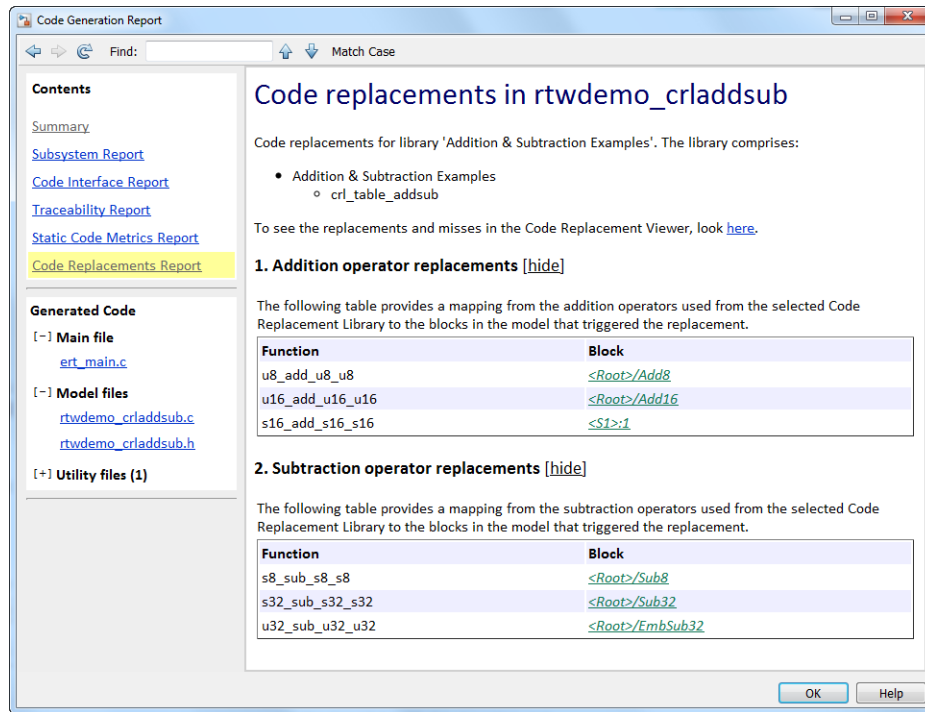 Code Generation Report
Find:
Match Case
Contents
Summary
Subsystem Report
Code Interface Report
Traceability Report
Static Code Metrics Report
Code Replacements Report
Generated Code
[-] Main file
ert_main.c
[-] Model files
rtwdemo_crladdsub.c
rtwdemo_crladdsub.h
[+] Utility files (1)
Code replacements in rtwdemo_crladdsub
Code replacements for library 'Addition & Subtraction Examples'. The library comprises:
• Addition & Subtraction Examples
○ crl_table_addsub
To see the replacements and misses in the Code Replacement Viewer, look here.
1. Addition operator replacements [hide]
The following table provides a mapping from the addition operators used from the selected Code
Replacement Library to the blocks in the model that triggered the replacement.
Function Block
u8_add_u8_u8 <Root>/Add8
u16_add_u16_u16 <Root>/Add16
s16_add_s16_s16 <S1>:1
2. Subtraction operator replacements [hide]
The following table provides a mapping from the subtraction operators used from the selected Code
Replacement Library to the blocks in the model that triggered the replacement.
Function Block
s8_sub_s8_s8 <Root>/Sub8
s32_sub_s32_s32 <Root>/Sub32
u32_sub_u32_u32 <Root>/EmbSub32
OK Help